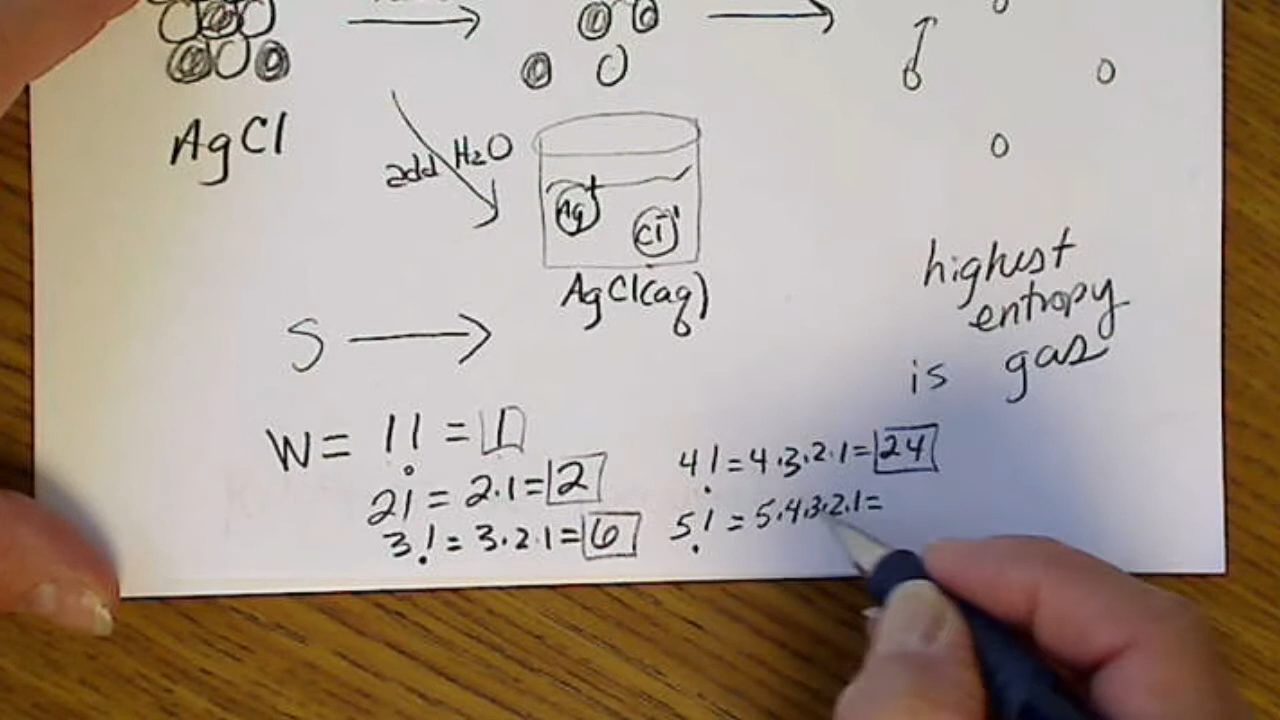 AgCl
add H₂O
Ag+
Cl-1
AgCl(aq)
highest
entropy
is gas
S
W= 1! = 1
2! = 2.1=2
3! = 3.2.1=6
4! = 4.3.2.1=24
5! = 5.4.3.2.1=